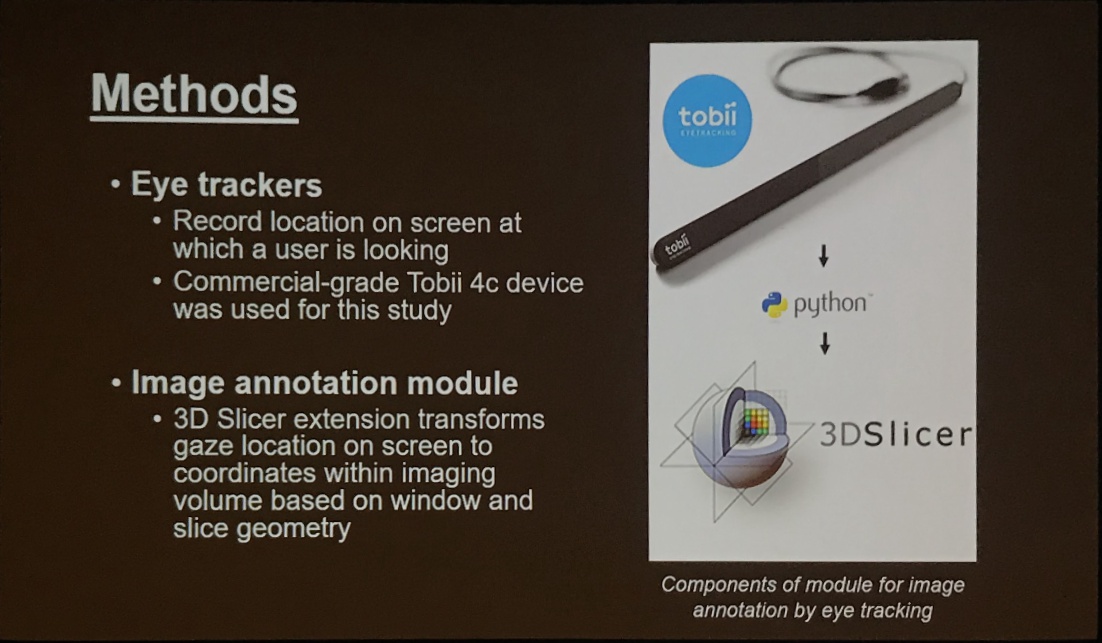 Methods
• Eye trackers
• Record location on screen at
which a user is looking
• Commercial-grade Tobii 4c device
was used for this study
• Image annotation module
• 3D Slicer extension transforms
gaze location on screen to
coordinates within imaging
volume based on window and
slice geometry
tobii
EYETRACKING
tobii
python™
3DSlicer
Components of module for image
annotation by eye tracking